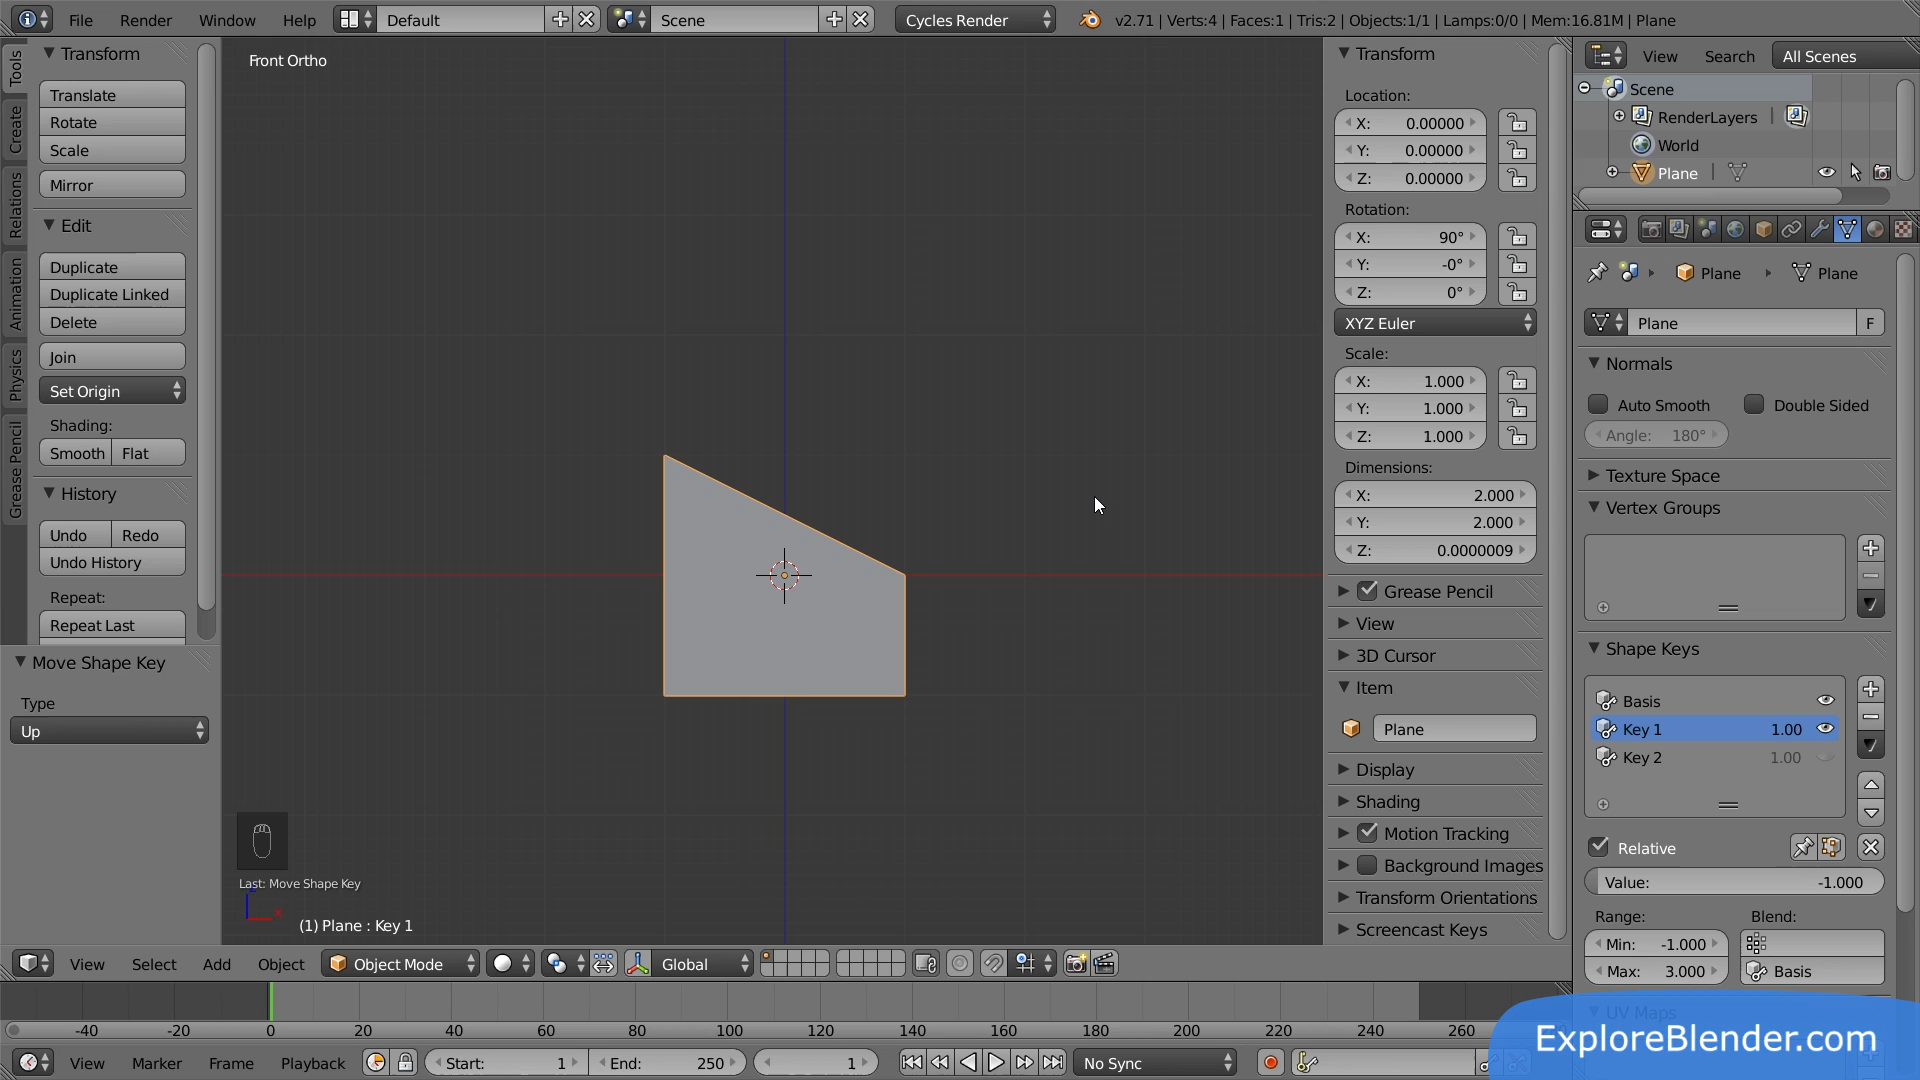 File Render Window Help Default Scene Cycles Render v2.71 | Verts:4 | Faces:1 | Tris:2 | Objects:1/1 | Lamps:0/0 | Mem:16.81M | Plane
Tools
Create
Relations
Animation
Physics
Grease Pencil
Transform
Translate
Rotate
Scale
Mirror
Edit
Duplicate
Duplicate Linked
Delete
Join
Set Origin
Shading:
Smooth Flat
History
Undo Redo
Undo History
Repeat:
Repeat Last
Move Shape Key
Type
Up
Front Ortho
Last: Move Shape Key
(1) Plane : Key 1
Transform
Location:
X: 0.00000
Y: 0.00000
Z: 0.00000
Rotation:
X: 90°
Y: -0°
Z: 0°
XYZ Euler
Scale:
X: 1.000
Y: 1.000
Z: 1.000
Dimensions:
X: 2.000
Y: 2.000
Z: 0.0000009
Grease Pencil
View
3D Cursor
Item
Plane
Display
Shading
Motion Tracking
Background Images
Transform Orientations
Screencast Keys
View Search All Scenes
Scene
RenderLayers
World
Plane
Plane Plane
Plane F
Normals
Auto Smooth Double Sided
Angle: 180°
Texture Space
Vertex Groups
Shape Keys
Basis
Key 1 1.00
Key 2 1.00
Relative
Value: -1.000
Range: Blend:
Min: -1.000
Max: 3.000 Basis
UV Maps
View Select Add Object Object Mode Global
-40 -20 0 20 40 60 80 100 120 140 160 180 200 220 240 260
View Marker Frame Playback Start: 1 End: 250 1 No Sync
ExploreBlender.com